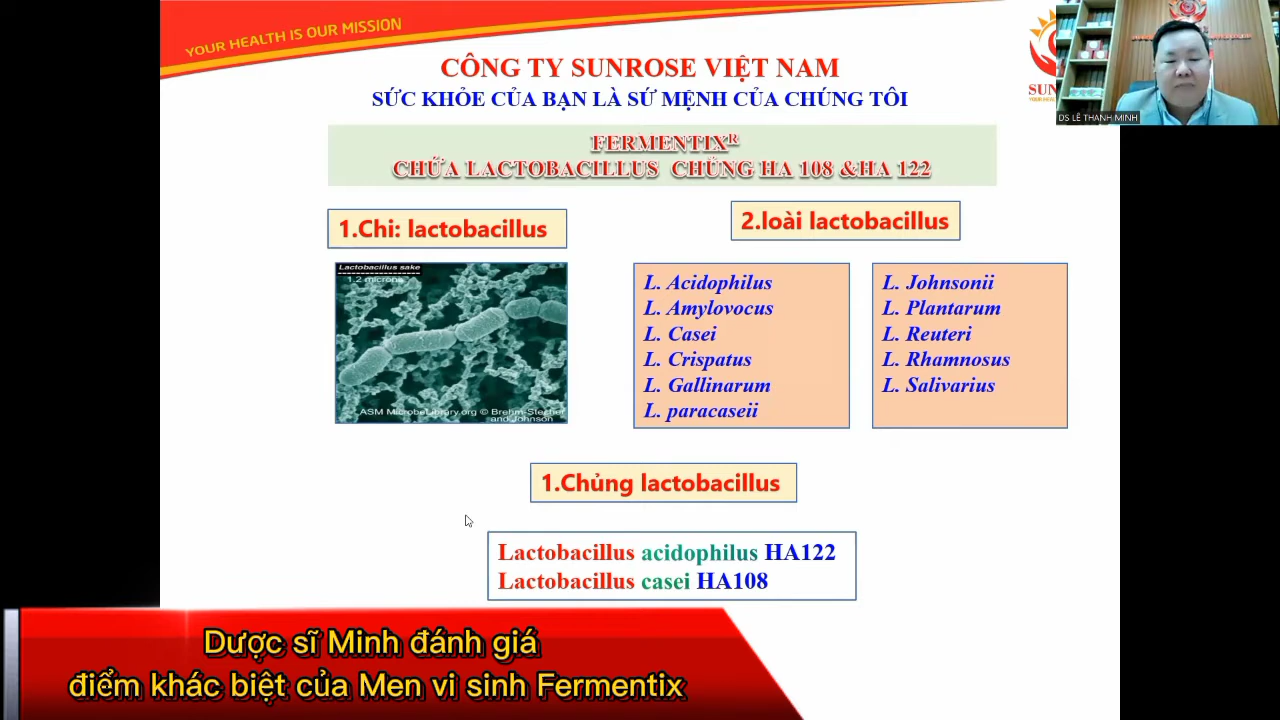 YOUR HEALTH IS OUR MISSION
CÔNG TY SUNROSE VIỆT NAM
SỨC KHỎE CỦA BẠN LÀ SỨ MỆNH CỦA CHÚNG TÔI
DS LÊ THANH MINH
FERMENTIXR
CHỨA LACTOBACILLUS CHỦNG HA 108 &HA 122
1.Chi: lactobacillus
2.loài lactobacillus
Lactobacillus sake
1.2 microns
ASM MicrobeLibrary.org © Brehm-Stecher
and Johnson
L. Acidophilus
L. Amylovocus
L. Casei
L. Crispatus
L. Gallinarum
L. paracaseii
L. Johnsonii
L. Plantarum
L. Reuteri
L. Rhamnosus
L. Salivarius
1.Chủng lactobacillus
Lactobacillus acidophilus HA122
Lactobacillus casei HA108
Dược sĩ Minh đánh giá
điểm khác biệt của Men vi sinh Fermentix